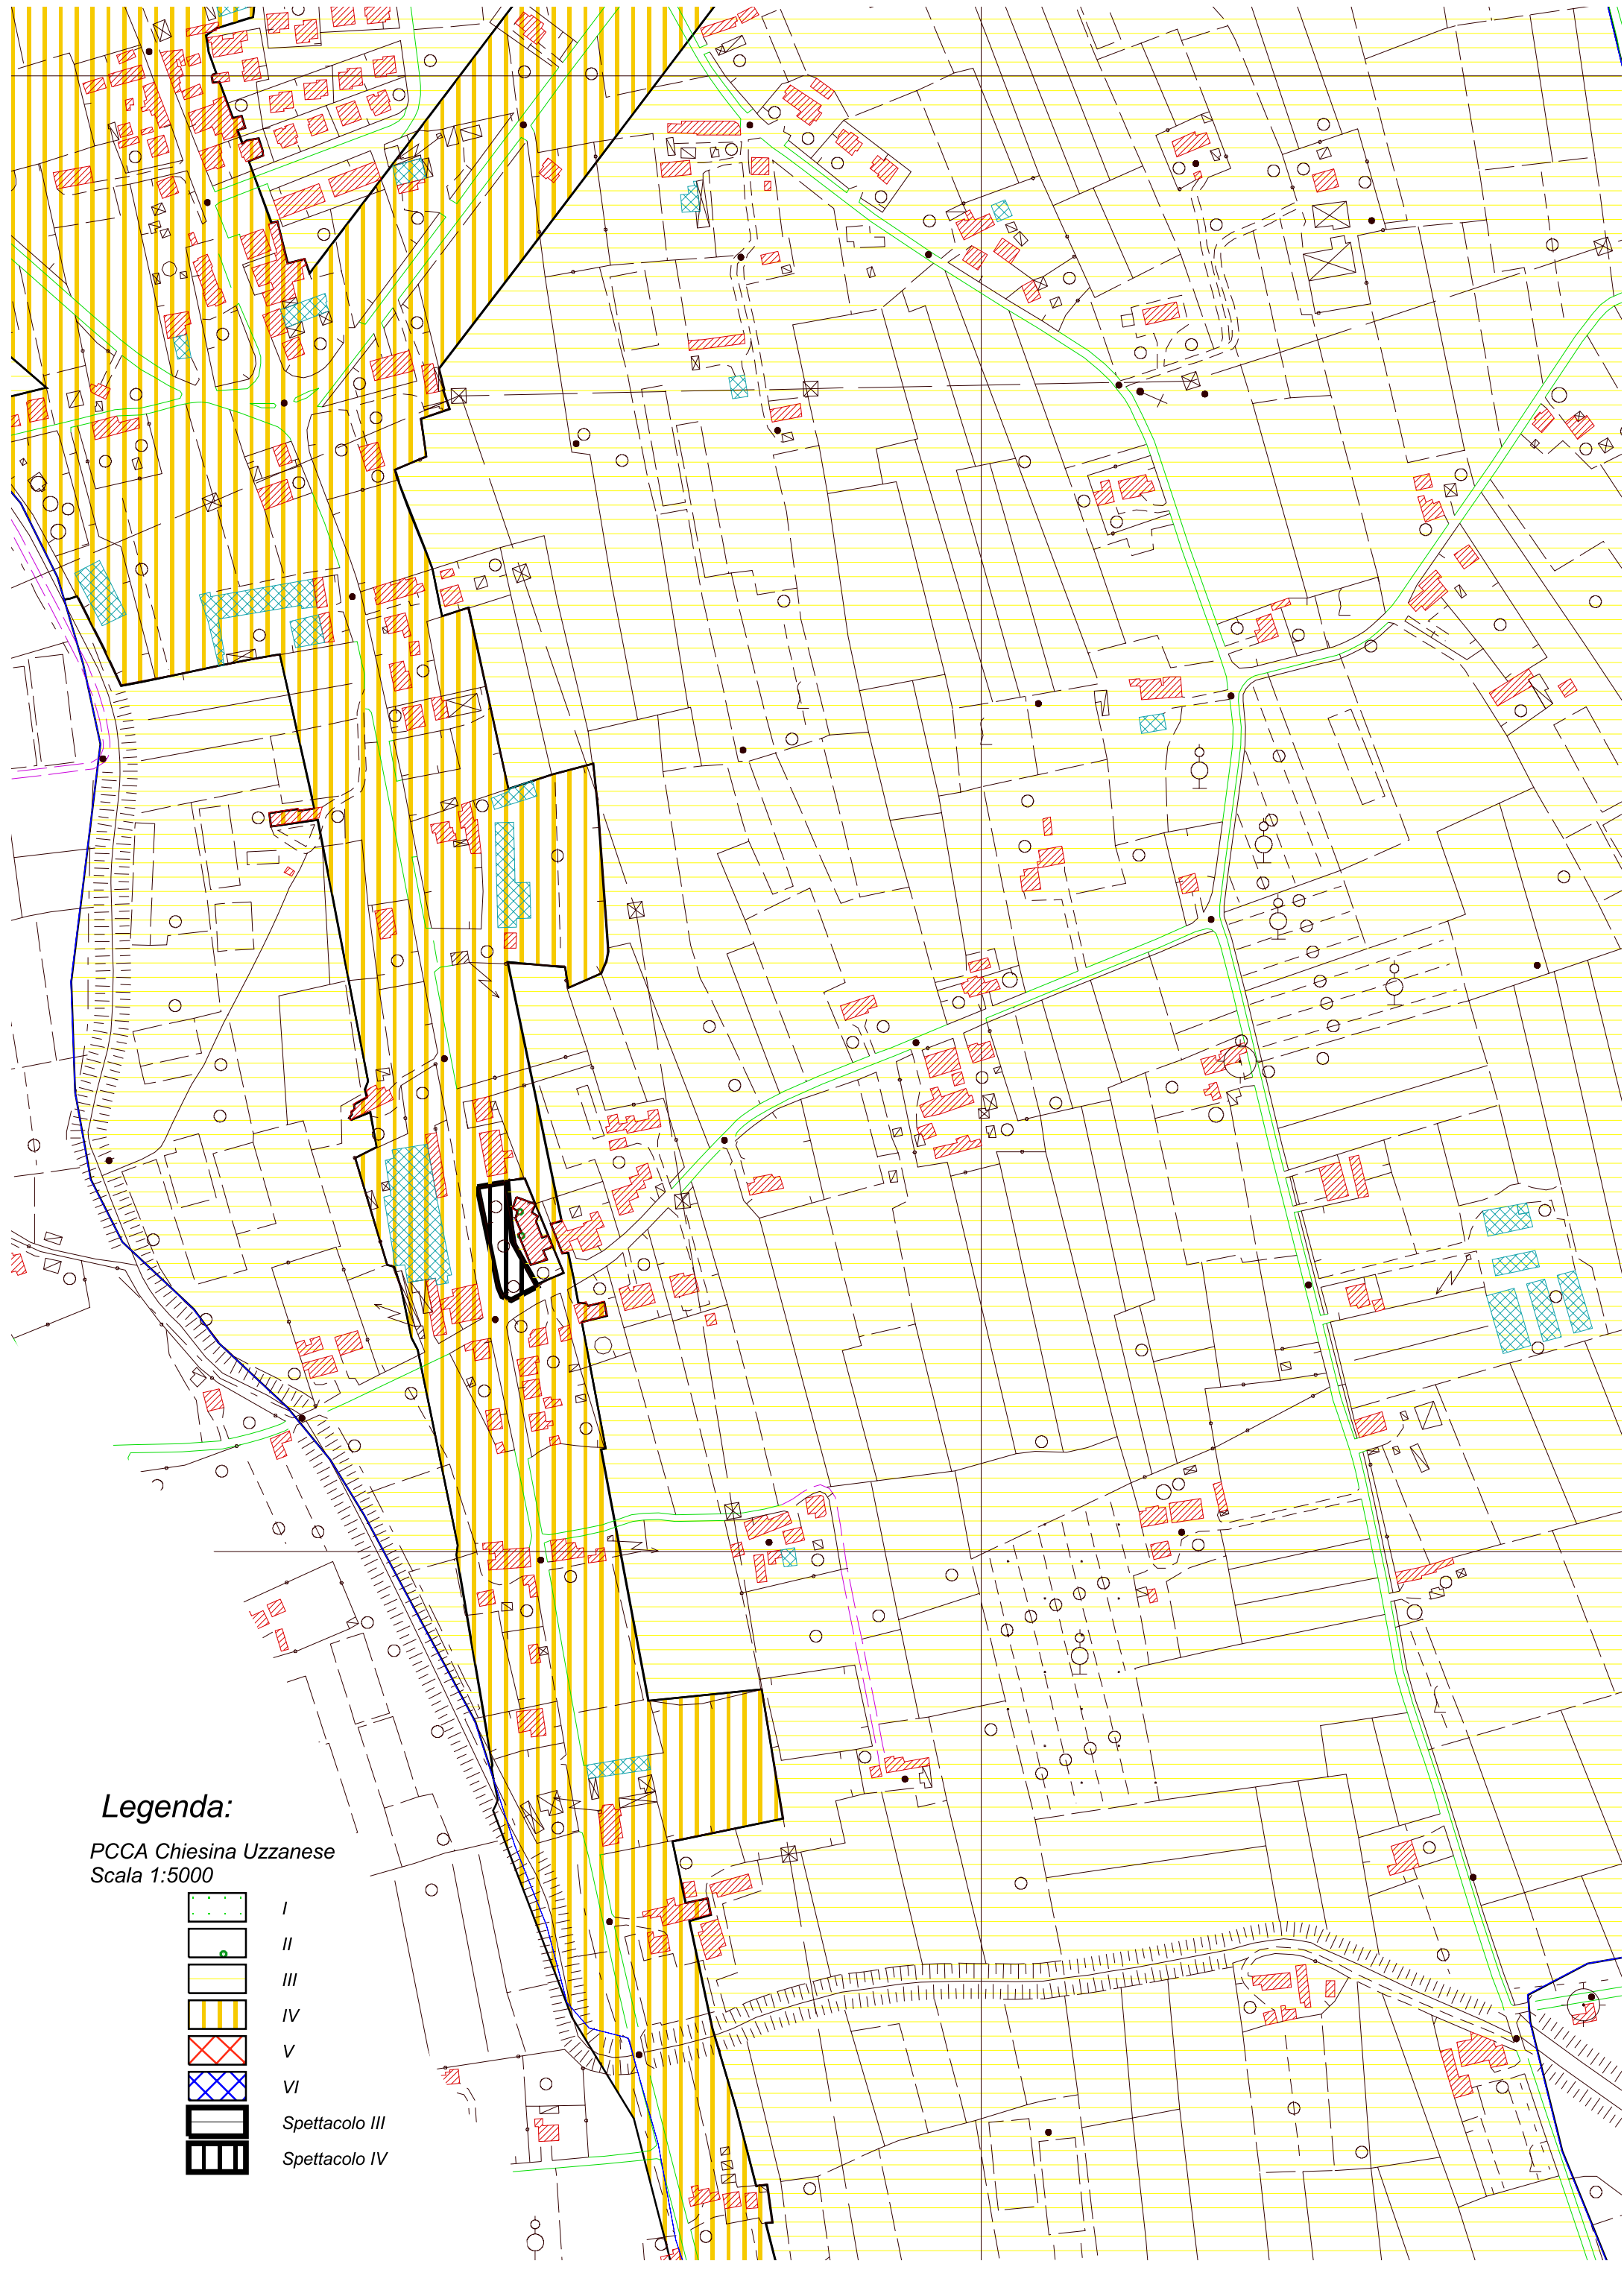 Legenda:
PCCA Chiesina Uzzanese
Scala 1:5000
I
II
III
IV
V
VI
Spettacolo III
Spettacolo IV